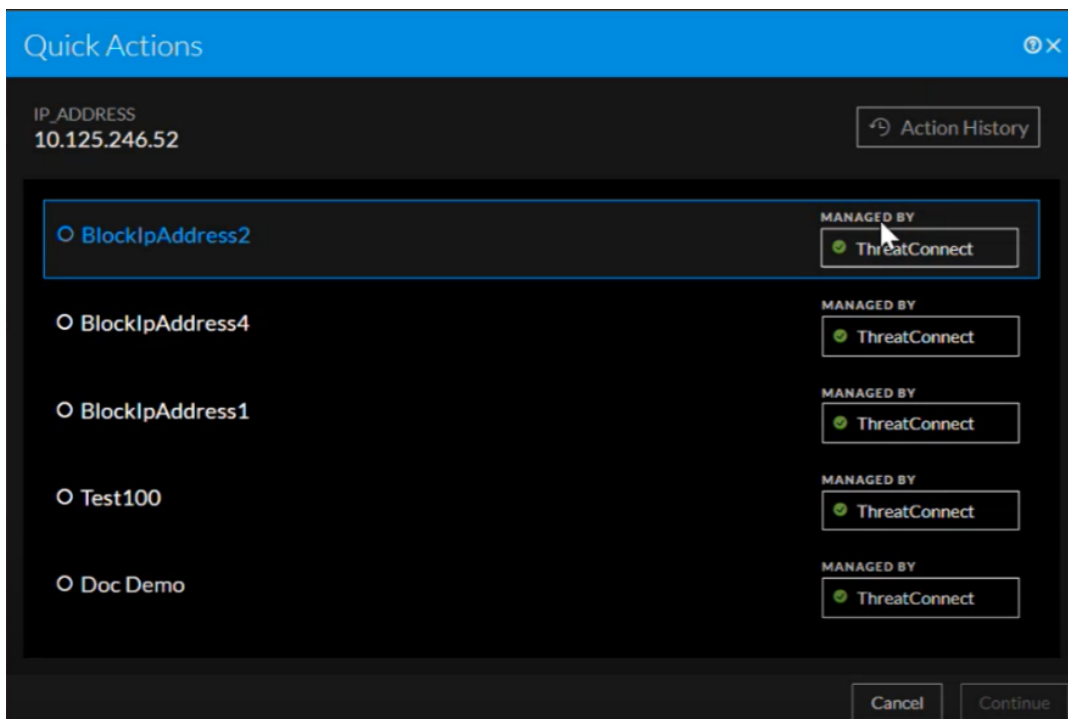 Quick Actions
IP_ADDRESS
10.125.246.52
Action History
BlockIpAddress2
MANAGED BY
ThreatConnect
BlockIpAddress4
MANAGED BY
ThreatConnect
BlockIpAddress1
MANAGED BY
ThreatConnect
Test100
MANAGED BY
ThreatConnect
Doc Demo
MANAGED BY
ThreatConnect
Cancel
Continue